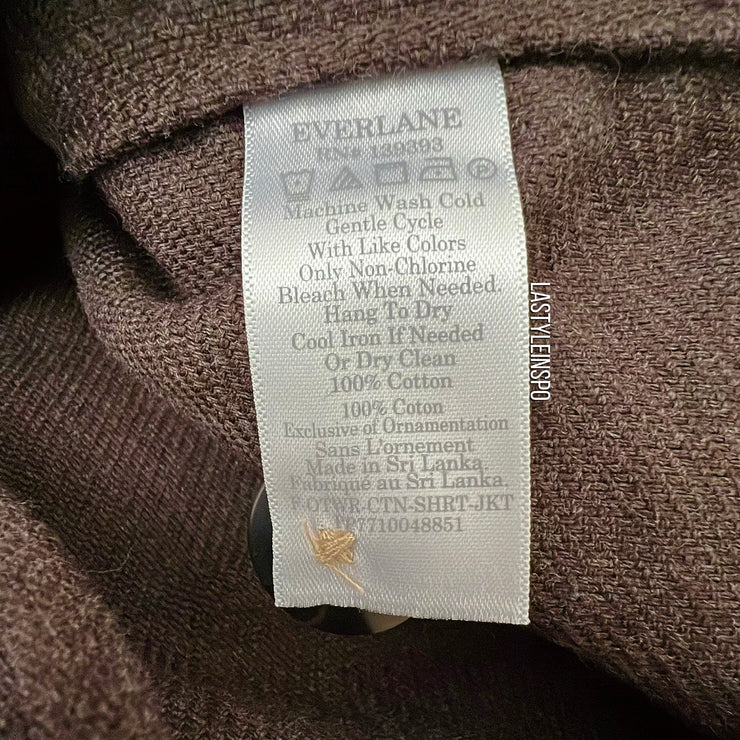 EVERLANE
RN# 139393
Machine Wash Cold
Gentle Cycle
With Like Colors
Only Non-Chlorine
Bleach When Needed.
Hang To Dry
Cool Iron If Needed
Or Dry Clean
100% Cotton
100% Coton
Exclusive of Ornamentation
Sans L'ornement
Made in Sri Lanka
Fabriqué au Sri Lanka.
F-OTWR-CTN-SHRT-JKT
LASTYLEINSPO